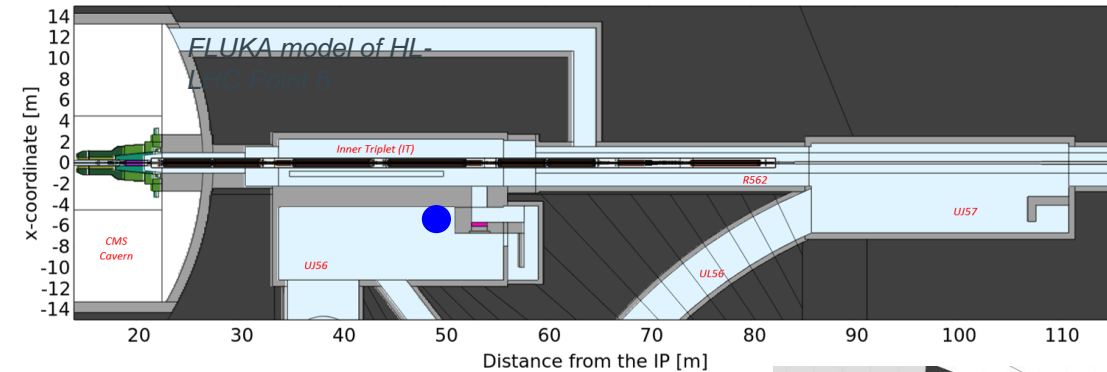 FLUKA model of HL-
LHC Point 5
x-coordinate [m]
14
12
10
8
6
4
2
0
-2
-4
-6
-8
-10
-12
-14
Inner Triplet (IT)
R562
UJ57
CMS
Cavern
UJ56
UL56
20 30 40 50 60 70 80 90 100 110
Distance from the IP [m]